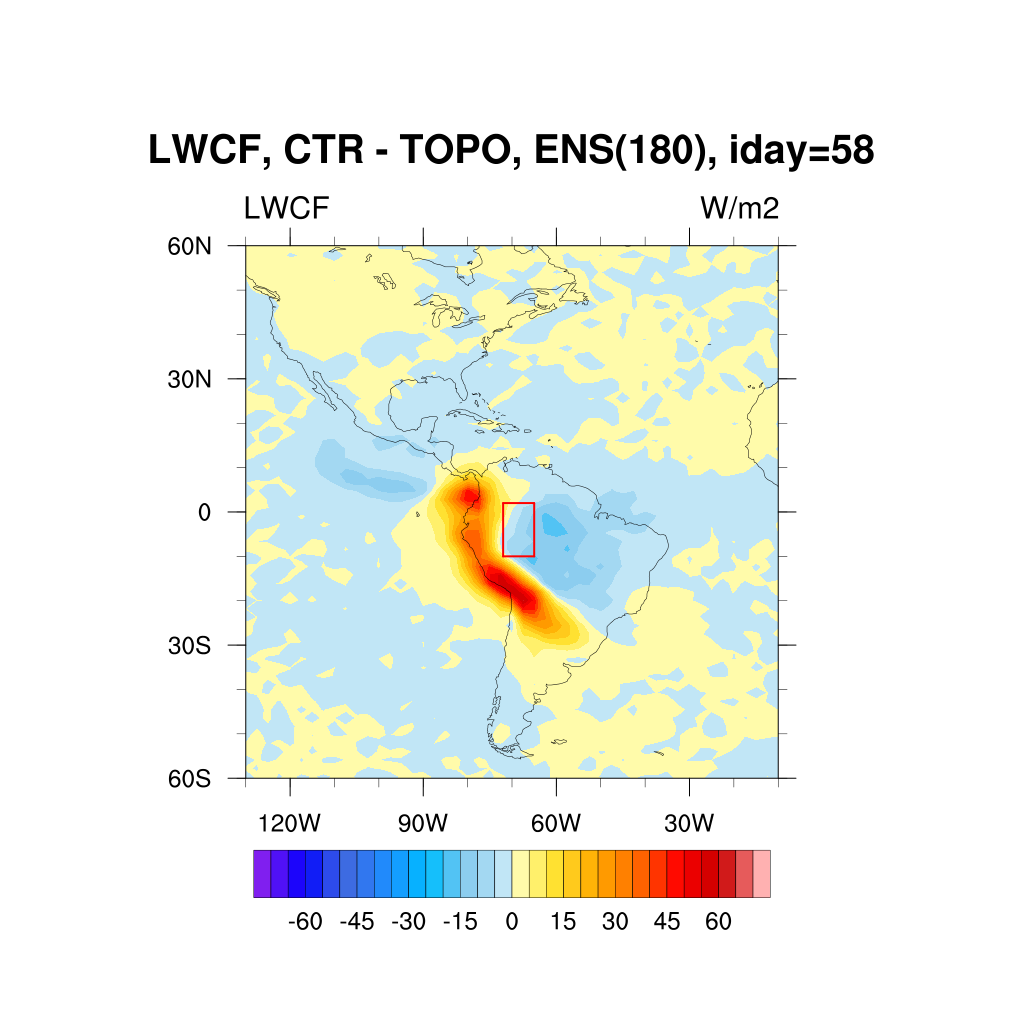 LWCF, CTR - TOPO, ENS(180), iday=58
LWCF W/m2
60N
30N
0
30S
60S
120W 90W 60W 30W
-60 -45 -30 -15 0 15 30 45 60